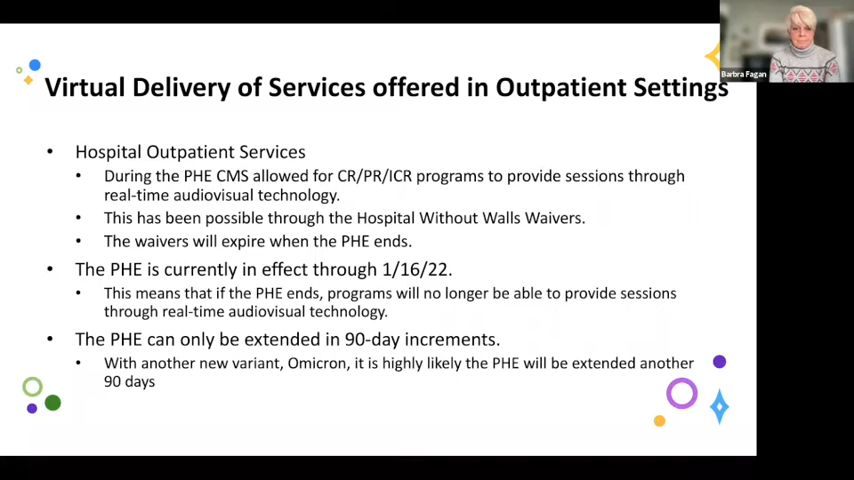 Barbra Fagan
Virtual Delivery of Services offered in Outpatient Settings
• Hospital Outpatient Services
• During the PHE CMS allowed for CR/PR/ICR programs to provide sessions through
real-time audiovisual technology.
• This has been possible through the Hospital Without Walls Waivers.
• The waivers will expire when the PHE ends.
• The PHE is currently in effect through 1/16/22.
• This means that if the PHE ends, programs will no longer be able to provide sessions
through real-time audiovisual technology.
• The PHE can only be extended in 90-day increments.
• With another new variant, Omicron, it is highly likely the PHE will be extended another
90 days